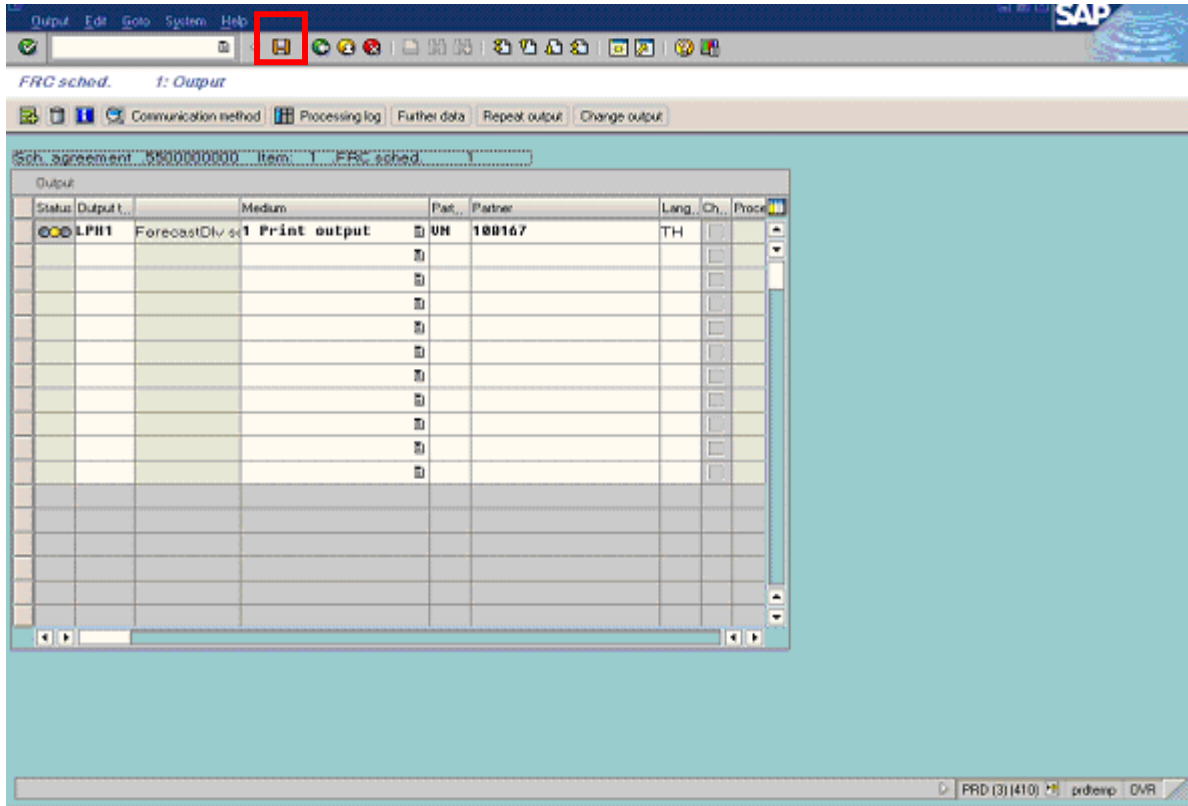 Output Edit Goto System Help
SAP
FRC sched. 1: Output
Communication method Processing log Further data Repeat output Change output
Sch. agreement 5500000000 Item: 1 FRC sched. 1
Output
Status Output t.. Medium Part.. Partner Lang.. Ch.. Proce
LPH1 ForecastDlv sc 1 Print output VN 100167 TH
PRD (3) (410) prdtemp OVR